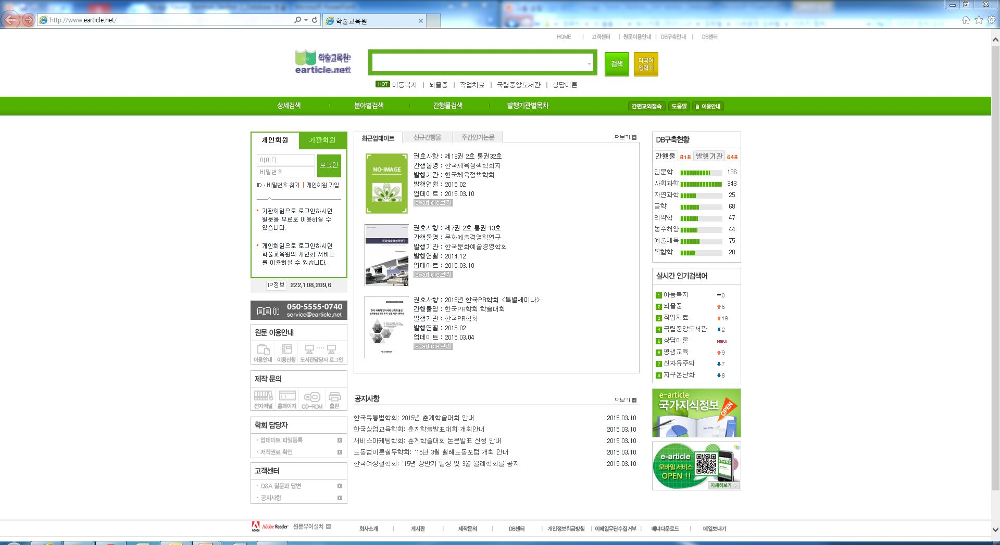 http://www.earticle.net/
학술교육원
HOME | 고객센터 | 원문이용안내 | DB구축안내 | DB센터
학술교육원
earticle.net
검색
다국어
입력기
HOT 아동복지 | 뇌졸중 | 작업치료 | 국립중앙도서관 | 상담이론
상세검색
분야별검색
간행물검색
발행기관별목차
간편교외접속
도움말
이용안내
개인회원
기관회원
아이디
비밀번호
로그인
ID · 비밀번호 찾기 | 개인회원 가입
기관회원으로 로그인하시면
원문을 무료로 이용하실 수
있습니다.
개인회원으로 로그인하시면
학술교육원의 개인화 서비스
를 이용하실 수 있습니다.
IP정보 222.108.209.6
050-5555-0740
service@earticle.net
원문 이용안내
이용안내 이용신청 도서관담당자 로그인
제작 문의
전자저널 홈페이지 CD-ROM 출판
학회 담당자
· 업데이트 파일등록
· 저작권료 확인
고객센터
· Q&A 질문과 답변
· 공지사항
최근업데이트
신규간행물
주간인기논문
더보기
NO-IMAGE
권호사항 : 제13권 2호 통권32호
간행물명 : 한국체육정책학회지
발행기관 : 한국체육정책학회
발행연월 : 2015.02
업데이트 : 2015.03.10
e-article보기
문화예술경영학연구
권호사항 : 제7권 2호 통권 13호
간행물명 : 문화예술경영학연구
발행기관 : 한국문화예술경영학회
발행연월 : 2014.12
업데이트 : 2015.03.10
e-article보기
권호사항 : 2015년 한국PR학회 <특별세미나>
간행물명 : 한국PR학회 학술대회
발행기관 : 한국PR학회
발행연월 : 2015.02
업데이트 : 2015.03.04
e-article보기
공지사항
더보기
한국유통법학회: 2015년 춘계학술대회 안내 2015.03.10
한국상업교육학회: 춘계학술발표대회 개최안내 2015.03.10
서비스마케팅학회: 춘계학술대회 논문발표 신청 안내 2015.03.10
노동법이론실무학회: '15년 3월 월례노동포럼 개최 안내 2015.03.10
한국여성철학회: '15년 상반기 일정 및 3월 월례학회를 공지 2015.03.10
DB구축현황
간행물 818 발행기관 648
인문학 196
사회과학 343
자연과학 25
공학 68
의약학 47
농수해양 44
예술체육 75
복합학 20
실시간 인기검색어
1 아동복지 0
2 뇌졸중 5
3 작업치료 18
4 국립중앙도서관 2
5 상담이론 NEW
6 평생교육 9
7 신자유주의 7
8 지구온난화 8
e-article
국가지식정보
OPEN
e-article
모바일 서비스
OPEN !!
자세히보기
Adobe
Adobe Reader
원문뷰어설치
회사소개 | 게시판 | 제작문의 | DB센터 | 개인정보취급방침 | 이메일무단수집거부 | 배너다운로드 | 메일보내기